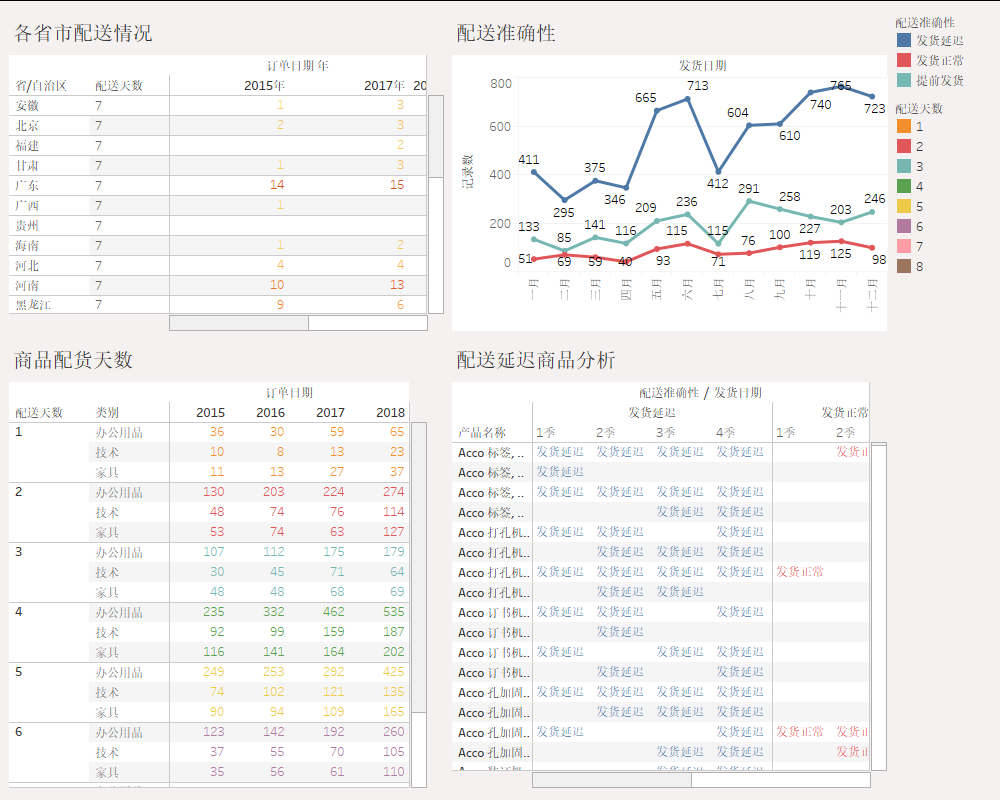 各省市配送情况
订单日期 年
省/自治区 配送天数 2015年 2017年 20
安徽 7 1 3
北京 7 2 3
福建 7 2
甘肃 7 1 3
广东 7 14 15
广西 7 1
贵州 7
海南 7 1 2
河北 7 4 4
河南 7 10 13
黑龙江 7 9 6
配送准确性
发货日期
记录数
800
600
400
200
0
411 295 375 346 665 713 412 604 610 740 765 723
133 85 141 116 209 236 115 291 258 227 203 246
51 69 59 40 93 115 71 76 100 119 125 98
一月 二月 三月 四月 五月 六月 七月 八月 九月 十月 十一月 十二月
配送准确性
发货延迟
发货正常
提前发货
配送天数
1
2
3
4
5
6
7
8
商品配货天数
订单日期
配送天数 类别 2015 2016 2017 2018
1 办公用品 36 30 59 65
技术 10 8 13 23
家具 11 13 27 37
2 办公用品 130 203 224 274
技术 48 74 76 114
家具 53 74 63 127
3 办公用品 107 112 175 179
技术 30 45 71 64
家具 48 48 68 69
4 办公用品 235 332 462 535
技术 92 99 159 187
家具 116 141 164 202
5 办公用品 249 253 292 425
技术 74 102 121 135
家具 90 94 109 165
6 办公用品 123 142 192 260
技术 37 55 70 105
家具 35 56 61 110
配送延迟商品分析
配送准确性 / 发货日期
发货延迟 发货正常
产品名称 1季 2季 3季 4季 1季 2季
Acco 标签, .. 发货延迟 发货延迟 发货延迟 发货延迟 发货正
Acco 标签, .. 发货延迟
Acco 标签, .. 发货延迟 发货延迟 发货延迟 发货延迟
Acco 标签, .. 发货延迟 发货延迟
Acco 打孔机.. 发货延迟 发货延迟 发货延迟
Acco 打孔机.. 发货延迟 发货延迟 发货延迟
Acco 打孔机.. 发货延迟 发货延迟 发货延迟 发货延迟 发货正常
Acco 打孔机.. 发货延迟 发货延迟
Acco 订书机.. 发货延迟 发货延迟 发货延迟
Acco 订书机.. 发货延迟
Acco 订书机.. 发货延迟 发货延迟 发货延迟
Acco 订书机.. 发货延迟 发货延迟
Acco 孔加固.. 发货延迟 发货延迟 发货延迟 发货延迟
Acco 孔加固.. 发货延迟 发货延迟 发货延迟
Acco 孔加固.. 发货延迟 发货延迟 发货正常 发货正
Acco 孔加固.. 发货延迟 发货延迟 发货正